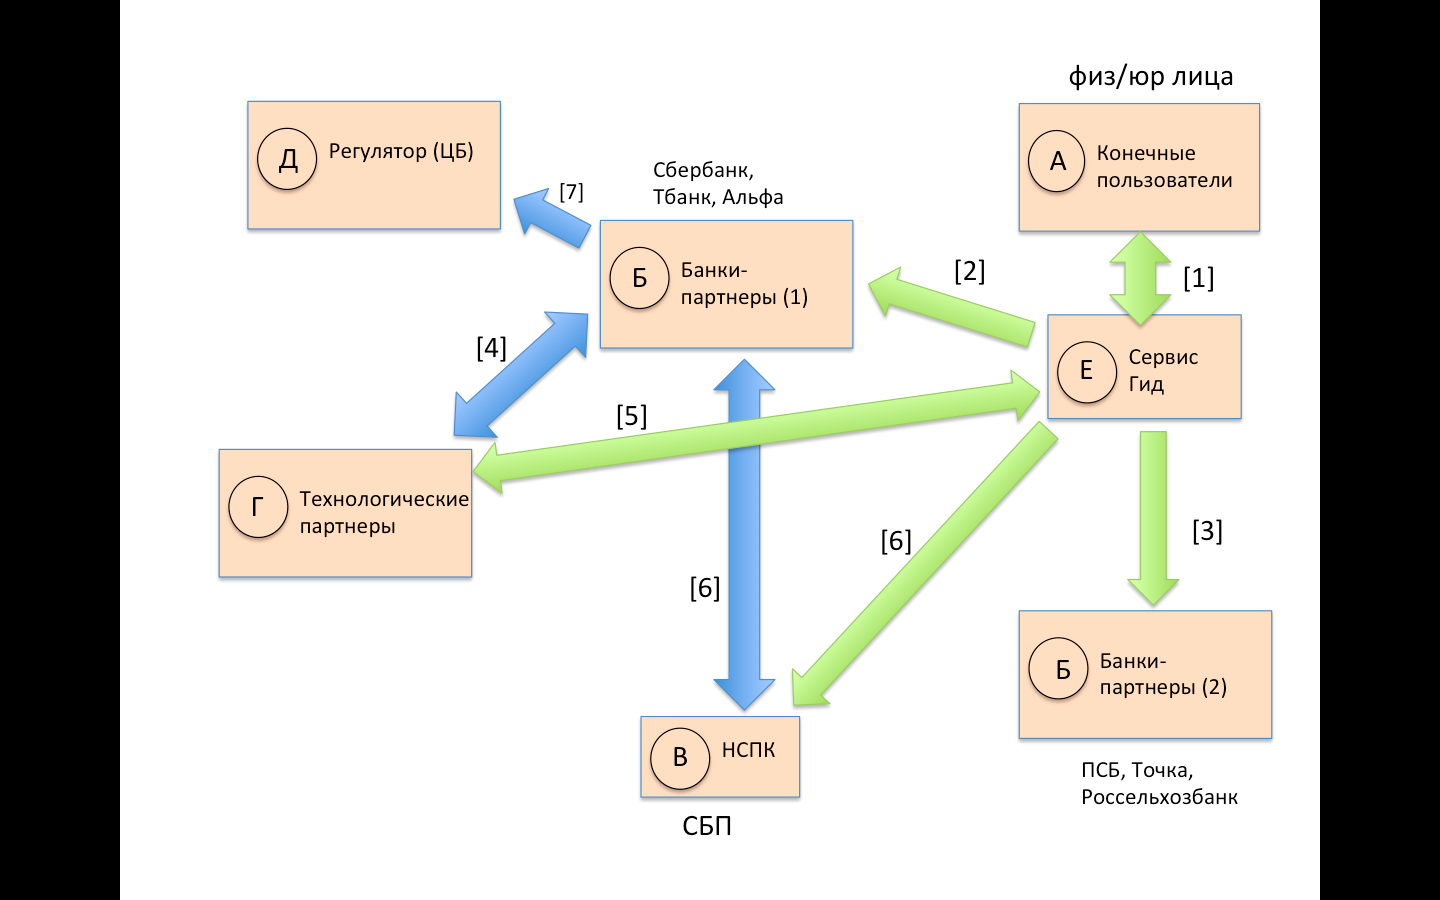 физ/юр лица
Д
Регулятор (ЦБ)
А
Конечные
пользователи
Сбербанк,
Тбанк, Альфа
[7]
Б
Банки-
партнеры (1)
[2]
[1]
Е
Сервис
Гид
[4]
[5]
Г
Технологические
партнеры
[6]
[6]
[3]
Б
Банки-
партнеры (2)
В
НСПК
ПСБ, Точка,
Россельхозбанк
СБП